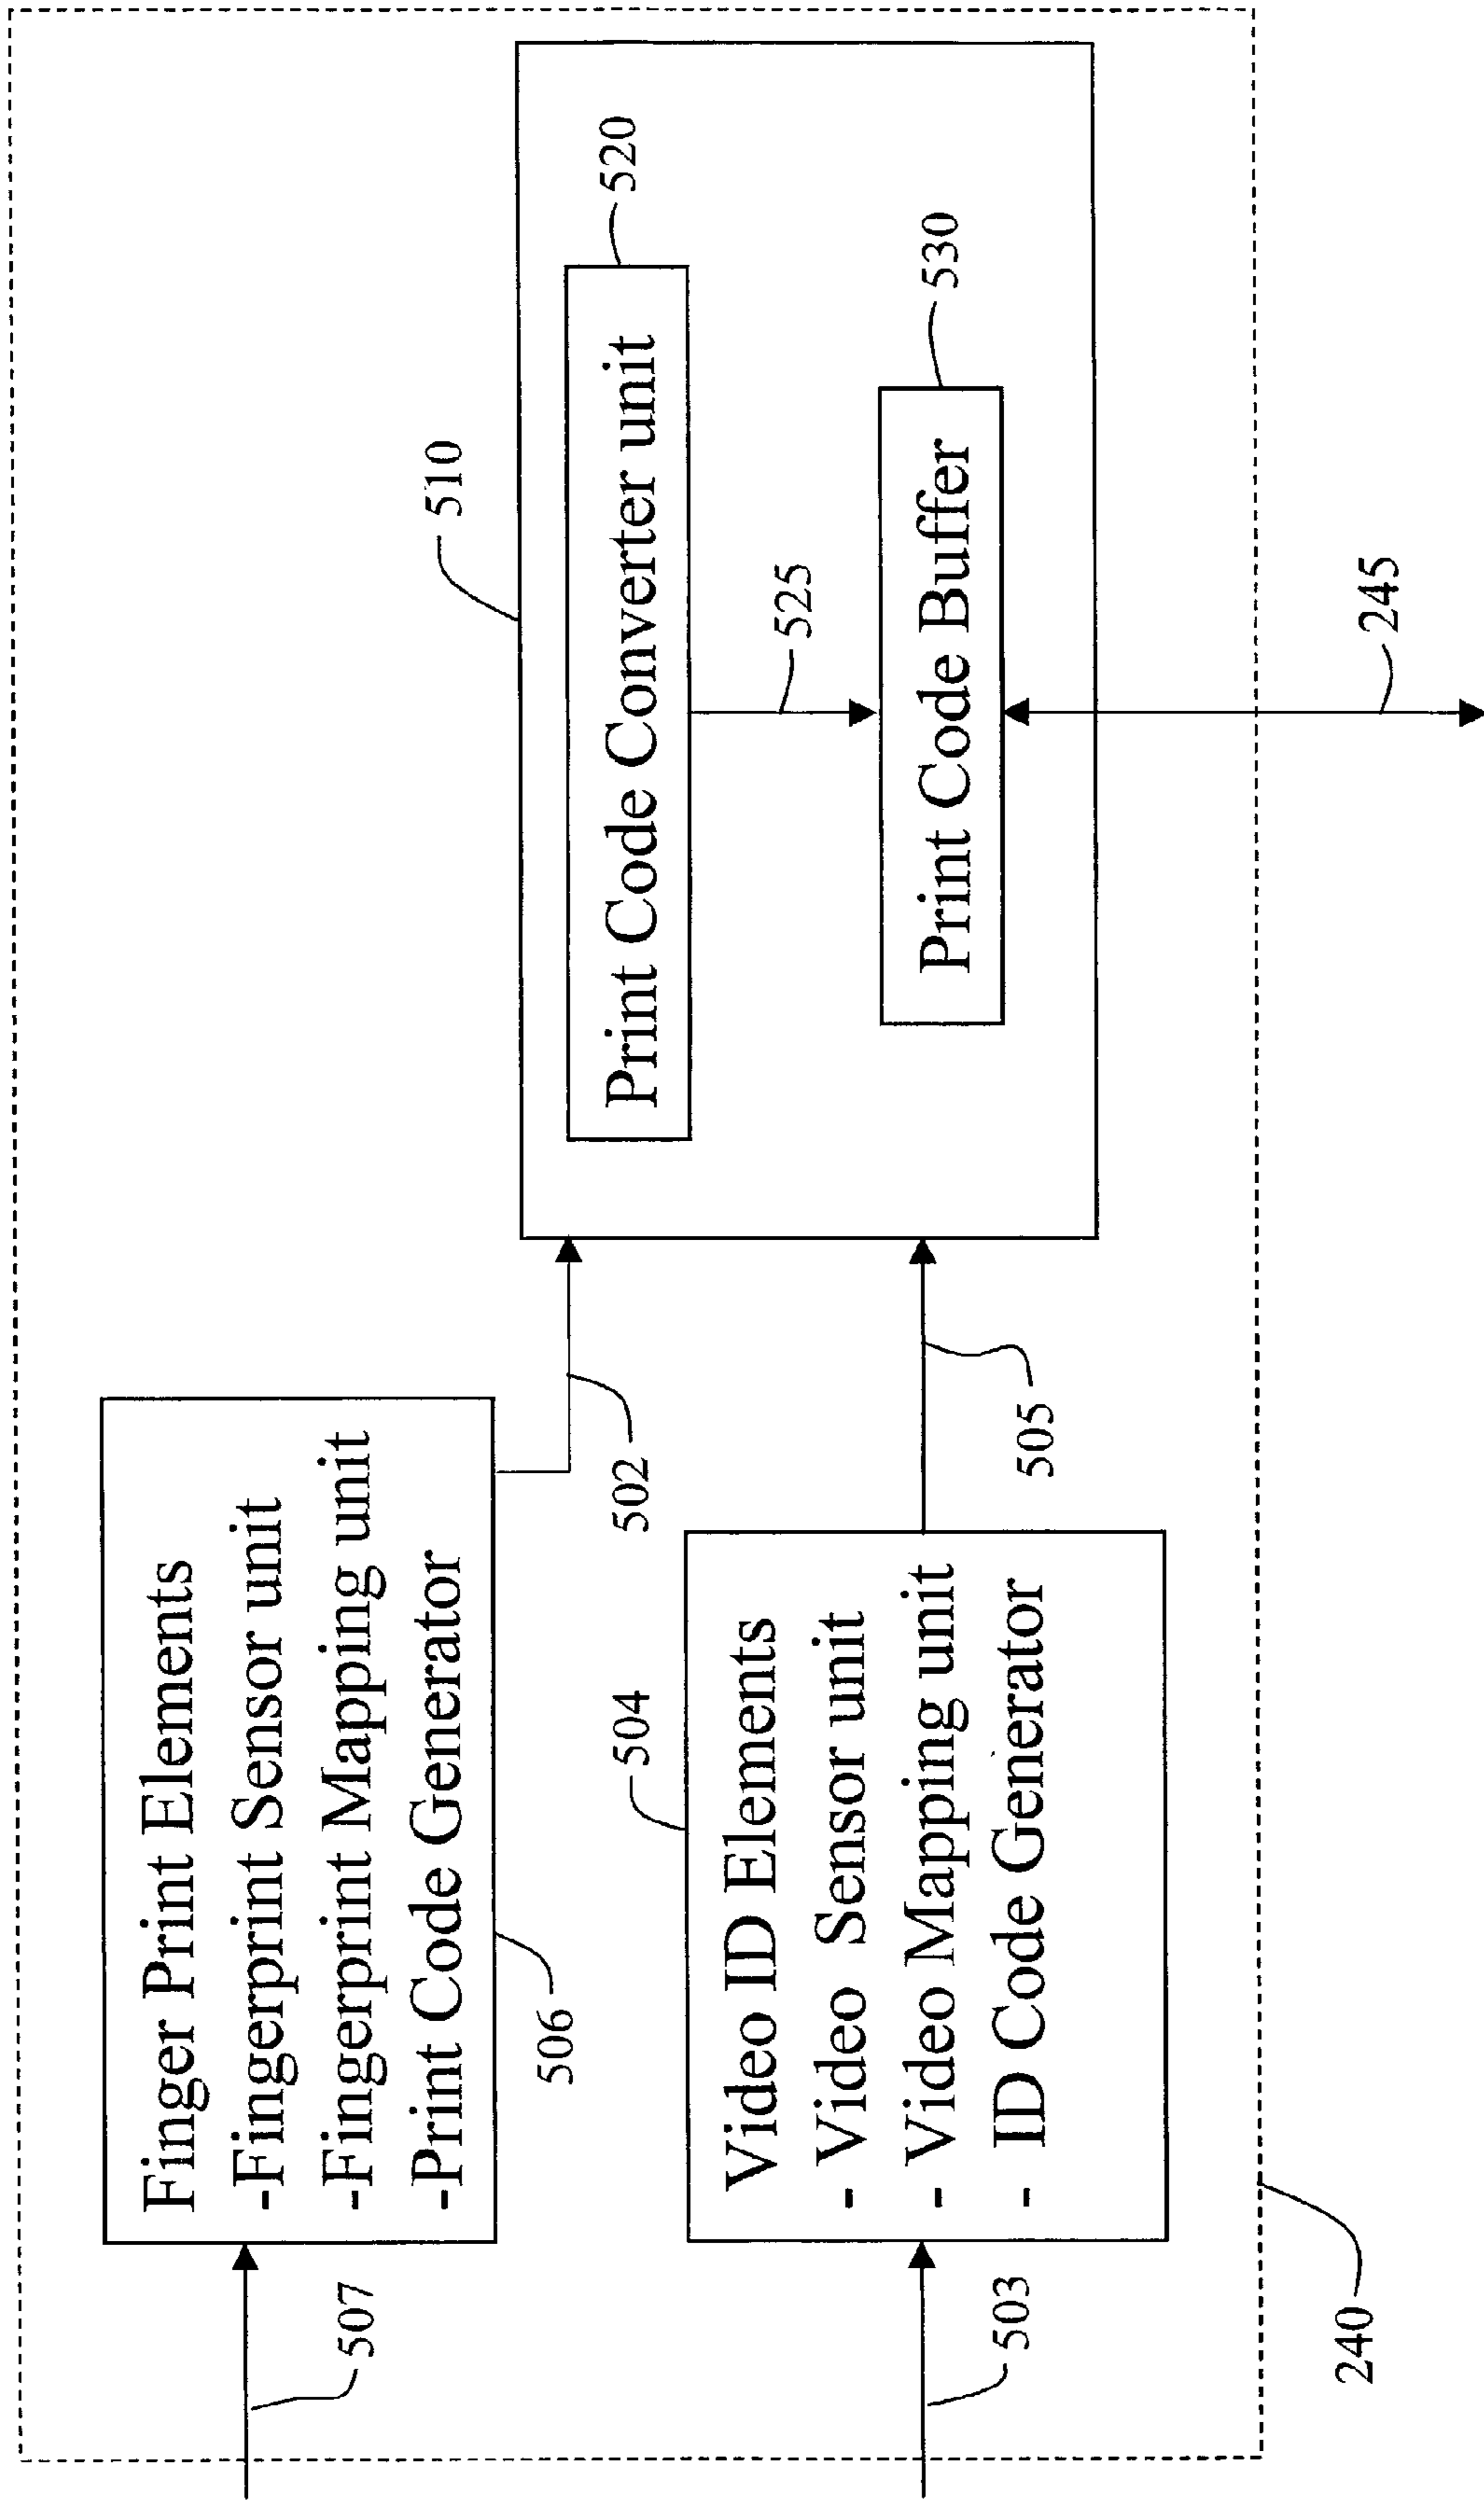 510
520
Print Code Converter unit
525
530
Print Code Buffer
245
Finger Print Elements
-Fingerprint Sensor unit
-Fingerprint Mapping unit
-Print Code Generator
502
506
507
504
Video ID Elements
- Video Sensor unit
- Video Mapping unit
- ID Code Generator
505
503
240